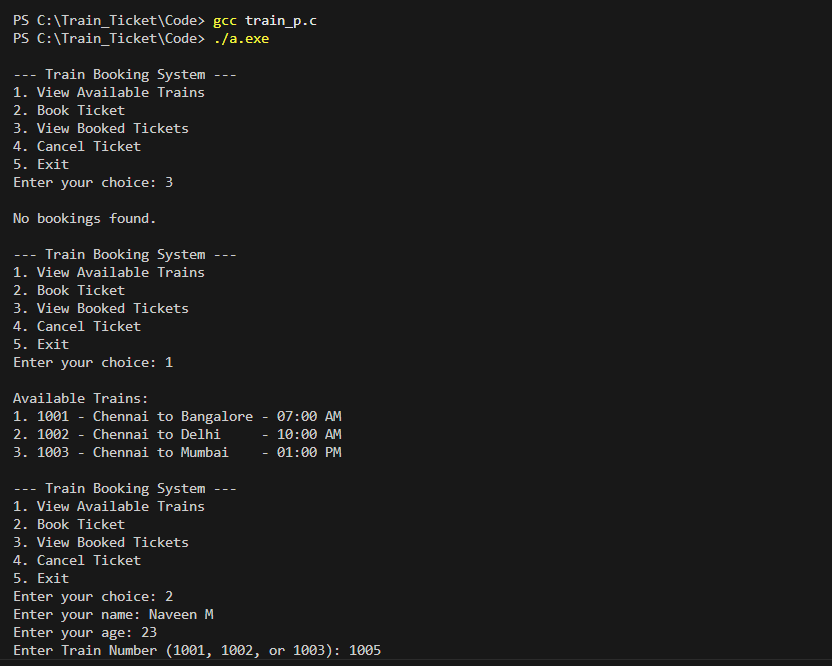 PS C:\Train_Ticket\Code> gcc train_p.c
PS C:\Train_Ticket\Code> ./a.exe
--- Train Booking System ---
1. View Available Trains
2. Book Ticket
3. View Booked Tickets
4. Cancel Ticket
5. Exit
Enter your choice: 3
No bookings found.
--- Train Booking System ---
1. View Available Trains
2. Book Ticket
3. View Booked Tickets
4. Cancel Ticket
5. Exit
Enter your choice: 1
Available Trains:
1. 1001 - Chennai to Bangalore - 07:00 AM
2. 1002 - Chennai to Delhi     - 10:00 AM
3. 1003 - Chennai to Mumbai    - 01:00 PM
--- Train Booking System ---
1. View Available Trains
2. Book Ticket
3. View Booked Tickets
4. Cancel Ticket
5. Exit
Enter your choice: 2
Enter your name: Naveen M
Enter your age: 23
Enter Train Number (1001, 1002, or 1003): 1005